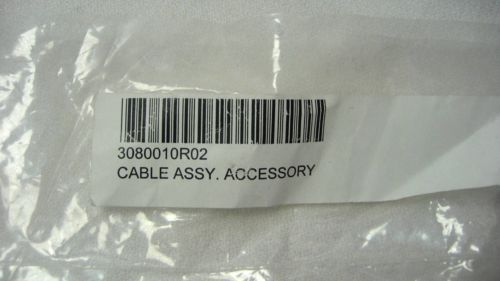 3080010R02
CABLE ASSY. ACCESSORY